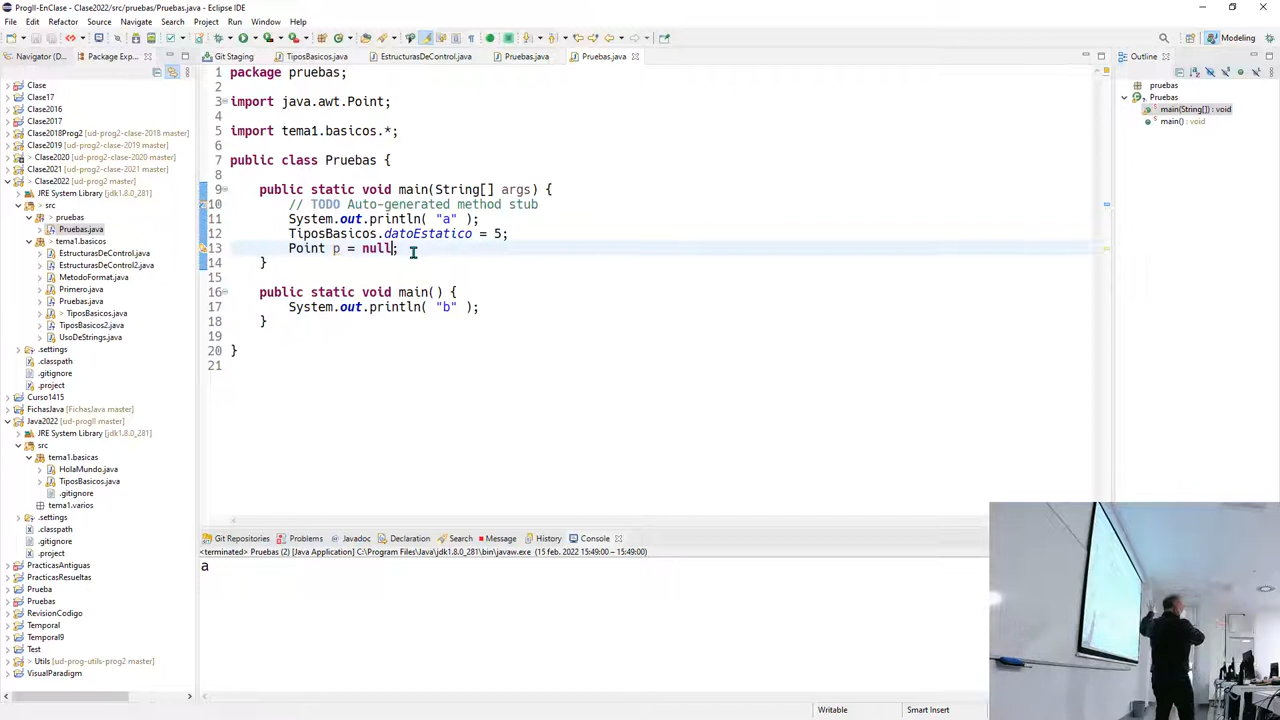 ProgII-EnClase - Clase2022/src/pruebas/Pruebas.java - Eclipse IDE
File Edit Refactor Source Navigate Search Project Run Window Help
Modeling
Navigator (D... Package Exp...
Git Staging TiposBasicos.java EstructurasDeControl.java Pruebas.java Pruebas.java
Outline
Clase
Clase17
Clase2016
Clase2017
Clase2018Prog2 [ud-prog2-clase-2018 master]
Clase2019 [ud-prog2-clase-2019 master]
> Clase2020 [ud-prog2-clase-2020 master]
Clase2021 [ud-prog2-clase-2021 master]
> Clase2022 [ud-prog2 master]
JRE System Library [jdk1.8.0_281]
> src
> pruebas
Pruebas.java
> tema1.basicos
EstructurasDeControl.java
EstructurasDeControl2.java
MetodoFormat.java
Primero.java
Pruebas.java
> TiposBasicos.java
TiposBasicos2.java
UsoDeStrings.java
.settings
.classpath
.gitignore
.project
Curso1415
FichasJava [FichasJava master]
Java2022 [ud-progII master]
JRE System Library [jdk1.8.0_281]
src
tema1.basicas
HolaMundo.java
TiposBasicos.java
.gitignore
tema1.varios
.settings
.classpath
.gitignore
.project
PracticasAntiguas
PracticasResueltas
Prueba
Pruebas
RevisionCodigo
Temporal
Temporal9
Test
> Utils [ud-prog-utils-prog2 master]
VisualParadigm
1 package pruebas;
2
3 import java.awt.Point;
4
5 import tema1.basicos.*;
6
7 public class Pruebas {
8
9 public static void main(String[] args) {
10 // TODO Auto-generated method stub
11 System.out.println( "a" );
12 TiposBasicos.datoEstatico = 5;
13 Point p = null;
14 }
15
16 public static void main() {
17 System.out.println( "b" );
18 }
19
20 }
21
pruebas
Pruebas
main(String[]) : void
main() : void
Git Repositories Problems Javadoc Declaration Search Message History Console
<terminated> Pruebas (2) [Java Application] C:\Program Files\Java\jdk1.8.0_281\bin\javaw.exe (15 feb. 2022 15:49:00 – 15:49:00)
a
Writable Smart Insert